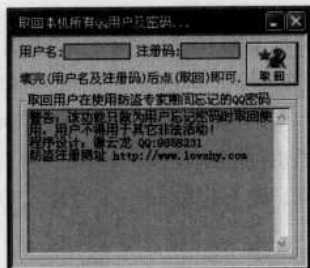 取回本机所有QQ用户及密码...
用户名:
注册码:
取回
填完(用户名及注册码)后点(取回)即可.
取回用户在使用防盗专家期间忘记的QQ密码
警告，该功能只做为用户忘记密码时取回使
用，用户不得用于其它非法活动!
程序设计，谢云龙 QQ:9858231
防盗注册网址 http://www.lovehy.com